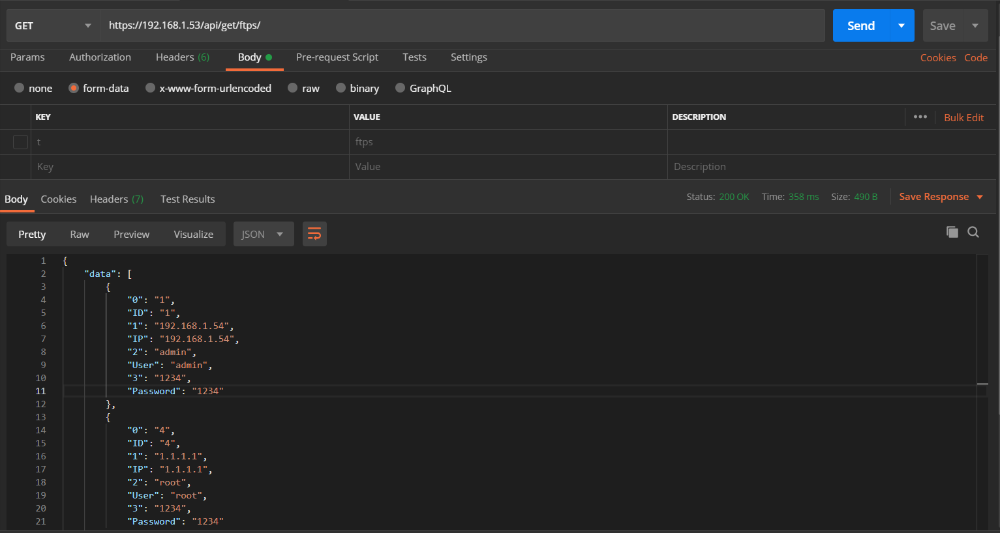 GET https://192.168.1.53/api/get/ftps/ Send Save
Params Authorization Headers (6) Body Pre-request Script Tests Settings Cookies Code
none form-data x-www-form-urlencoded raw binary GraphQL
KEY VALUE DESCRIPTION ••• Bulk Edit
t ftps
Key Value Description
Body Cookies Headers (7) Test Results Status: 200 OK Time: 358 ms Size: 490 B Save Response
Pretty Raw Preview Visualize JSON
1 {
2 "data": [
3 {
4 "0": "1",
5 "ID": "1",
6 "1": "192.168.1.54",
7 "IP": "192.168.1.54",
8 "2": "admin",
9 "User": "admin",
10 "3": "1234",
11 "Password": "1234"
12 },
13 {
14 "0": "4",
15 "ID": "4",
16 "1": "1.1.1.1",
17 "IP": "1.1.1.1",
18 "2": "root",
19 "User": "root",
20 "3": "1234",
21 "Password": "1234"